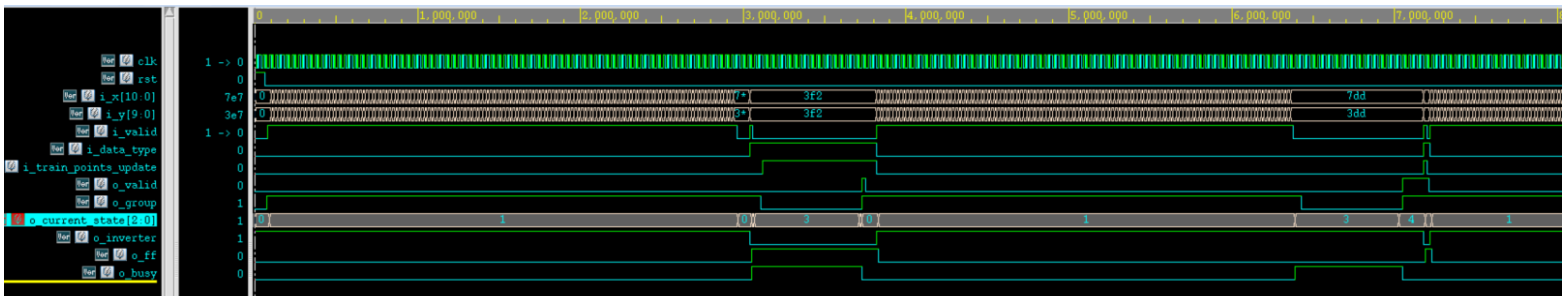 0 1,000,000 2,000,000 3,000,000 4,000,000 5,000,000 6,000,000 7,000,000
clk 1 -> 0
rst 0
i_x[10:0] 7e7 0 7* 3f2 7dd
i_y[9:0] 3e7 0 3* 3f2 3dd
i_valid 1 -> 0
i_data_type 0
i_train_points_update 0
o_valid 0
o_group 1
o_current_state[2:0] 1 0 1 0 3 0 1 3 4 1
o_inverter 1
o_ff 0
o_busy 0